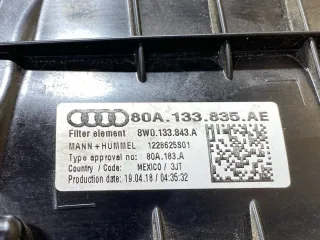 80A.133.835.AE
Filter element 8W0.133.843.A
MANN+HUMMEL 1228625S01
Type approval no: 80A.183.A
Country / Code: MEXICO / 3JT
Production date: 19.04.18 / 04:35:32